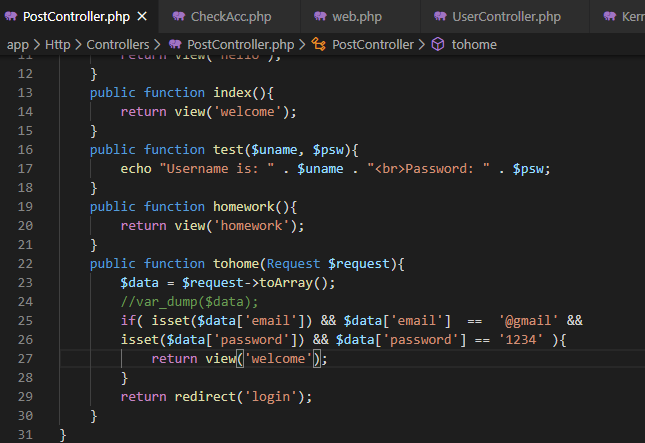 PostController.php × CheckAcc.php web.php UserController.php Kern
app > Http > Controllers > PostController.php > PostController > tohome
11 return view('hello');
12 }
13 public function index(){
14 return view('welcome');
15 }
16 public function test($uname, $psw){
17 echo "Username is: " . $uname . "<br>Password: " . $psw;
18 }
19 public function homework(){
20 return view('homework');
21 }
22 public function tohome(Request $request){
23 $data = $request->toArray();
24 //var_dump($data);
25 if( isset($data['email']) && $data['email']  ==  '@gmail' &&
26 isset($data['password']) && $data['password'] == '1234' ){
27 return view('welcome');
28 }
29 return redirect('login');
30 }
31 }